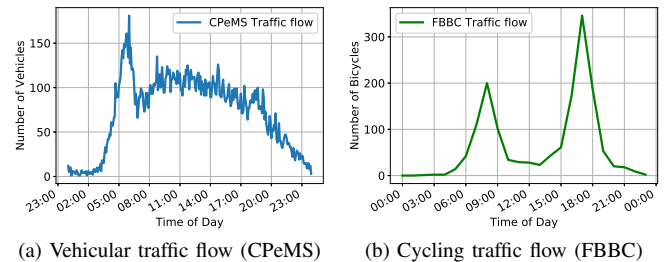 CPeMS Traffic flow
Number of Vehicles
150
100
50
0
23:00 02:00 05:00 08:00 11:00 14:00 17:00 20:00 23:00
Time of Day
(a) Vehicular traffic flow (CPeMS)
FBBC Traffic flow
Number of Bicycles
300
200
100
0
00:00 03:00 06:00 09:00 12:00 15:00 18:00 21:00 00:00
Time of Day
(b) Cycling traffic flow (FBBC)